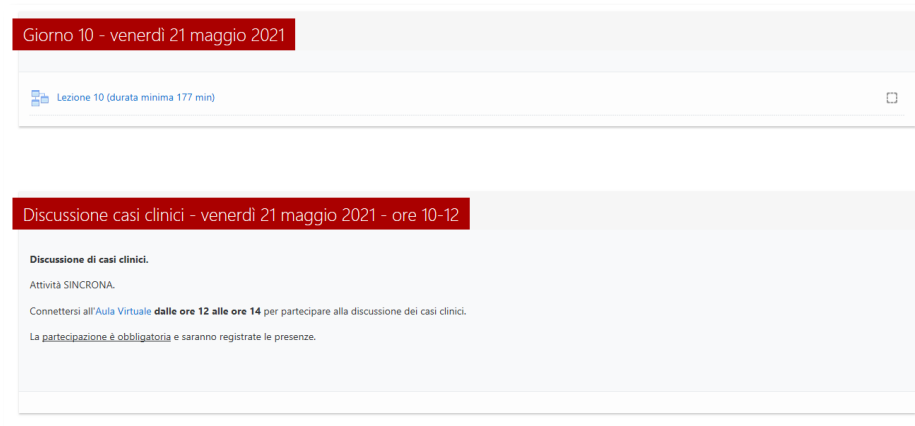 Giorno 10 - venerdì 21 maggio 2021
Lezione 10 (durata minima 177 min)
Discussione casi clinici - venerdì 21 maggio 2021 - ore 10-12
Discussione di casi clinici.
Attività SINCRONA.
Connettersi all'Aula Virtuale dalle ore 12 alle ore 14 per partecipare alla discussione dei casi clinici.
La partecipazione è obbligatoria e saranno registrate le presenze.